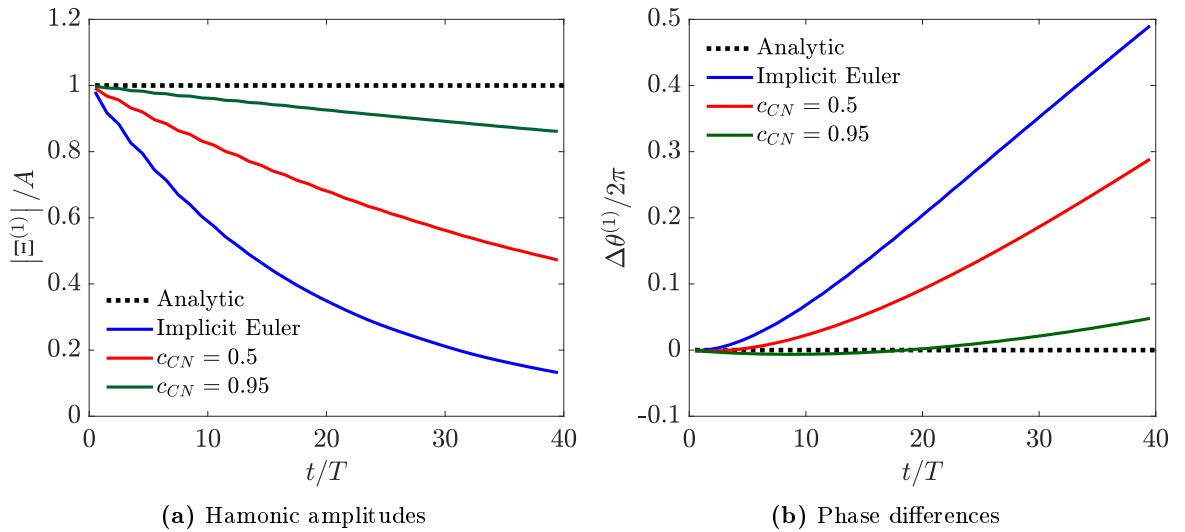 1.2
1
0.8
0.6
0.4
0.2
0
|Ξ⁽¹⁾|/A
Analytic
Implicit Euler
c_CN = 0.5
c_CN = 0.95
0 10 20 30 40
t/T
(a) Hamonic amplitudes
0.5
0.4
0.3
0.2
0.1
0
-0.1
Δθ⁽¹⁾/2π
Analytic
Implicit Euler
c_CN = 0.5
c_CN = 0.95
0 10 20 30 40
t/T
(b) Phase differences